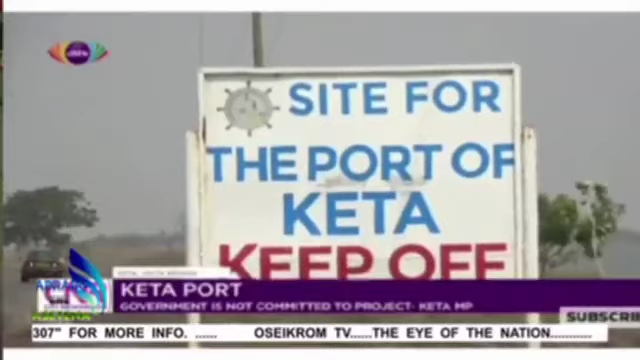 SITE FOR
THE PORT OF
KETA
KEEP OFF
KETA PORT
GOVERNMENT IS NOT COMMITTED TO PROJECT- KETA MP
SUBSCRIBE
307" FOR MORE INFO. ...... OSEIKROM TV.....THE EYE OF THE NATION...........